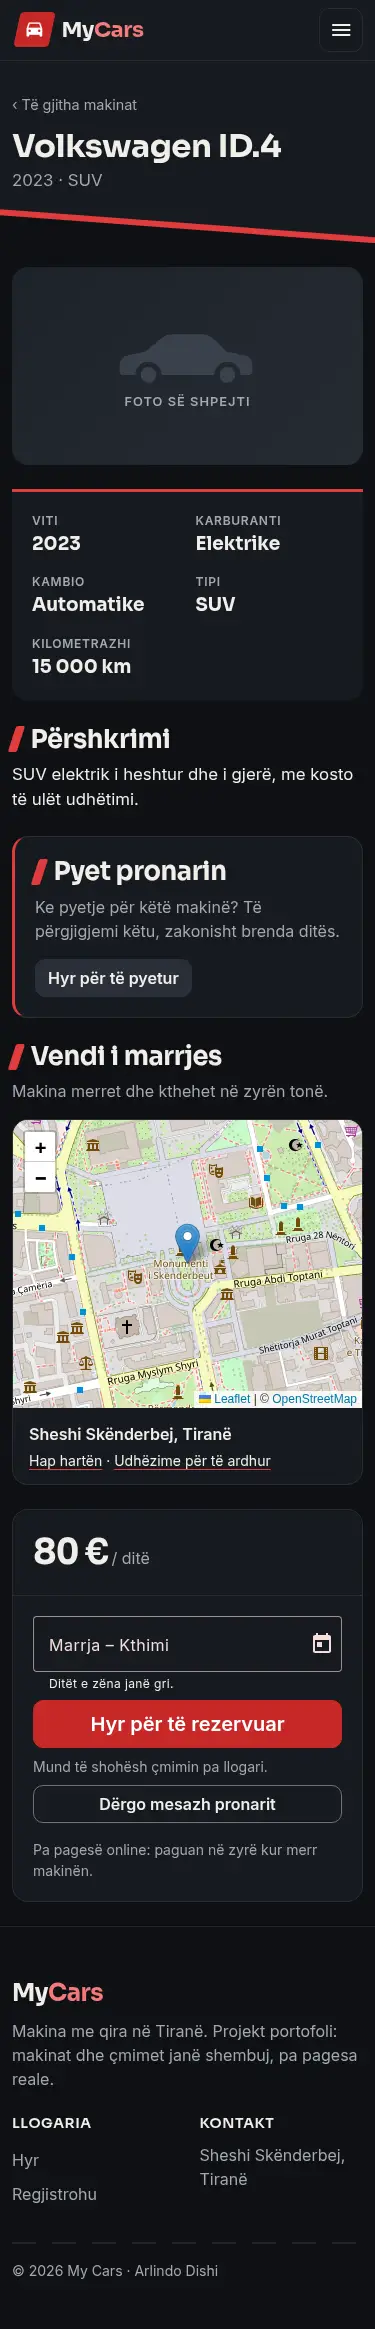 MyCars
‹ Të gjitha makinat
Volkswagen ID.4
2023 · SUV
FOTO SË SHPEJTI
VITI
2023
KARBURANTI
Elektrike
KAMBIO
Automatike
TIPI
SUV
KILOMETRAZHI
15 000 km
Përshkrimi
SUV elektrik i heshtur dhe i gjerë, me kosto
të ulët udhëtimi.
Pyet pronarin
Ke pyetje për këtë makinë? Të
përgjigjemi këtu, zakonisht brenda ditës.
Hyr për të pyetur
Vendi i marrjes
Makina merret dhe kthehet në zyrën tonë.
+
−
Rruga 28 Nëntori
Monumenti
i Skënderbeut
Rruga Abdi Toptani
Çamëria
Shëtitorja Murat Toptani
Rruga Myslym Shyri
Shyri
Leaflet | © OpenStreetMap
Sheshi Skënderbej, Tiranë
Hap hartën · Udhëzime për të ardhur
80 € / ditë
Marrja – Kthimi
Ditët e zëna janë gri.
Hyr për të rezervuar
Mund të shohësh çmimin pa llogari.
Dërgo mesazh pronarit
Pa pagesë online: paguan në zyrë kur merr
makinën.
MyCars
Makina me qira në Tiranë. Projekt portofoli:
makinat dhe çmimet janë shembuj, pa pagesa
reale.
LLOGARIA
Hyr
Regjistrohu
KONTAKT
Sheshi Skënderbej,
Tiranë
© 2026 My Cars · Arlindo Dishi